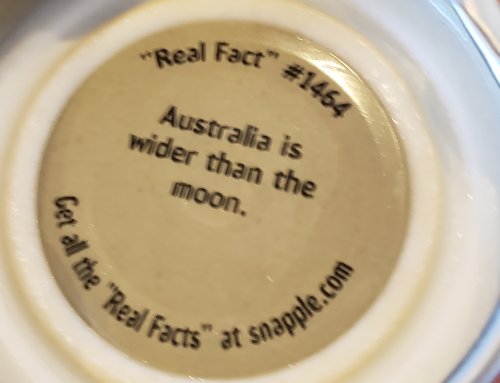 "Real Fact" #1464
Australia is
wider than the
moon.
Get all the "Real Facts" at snapple.com